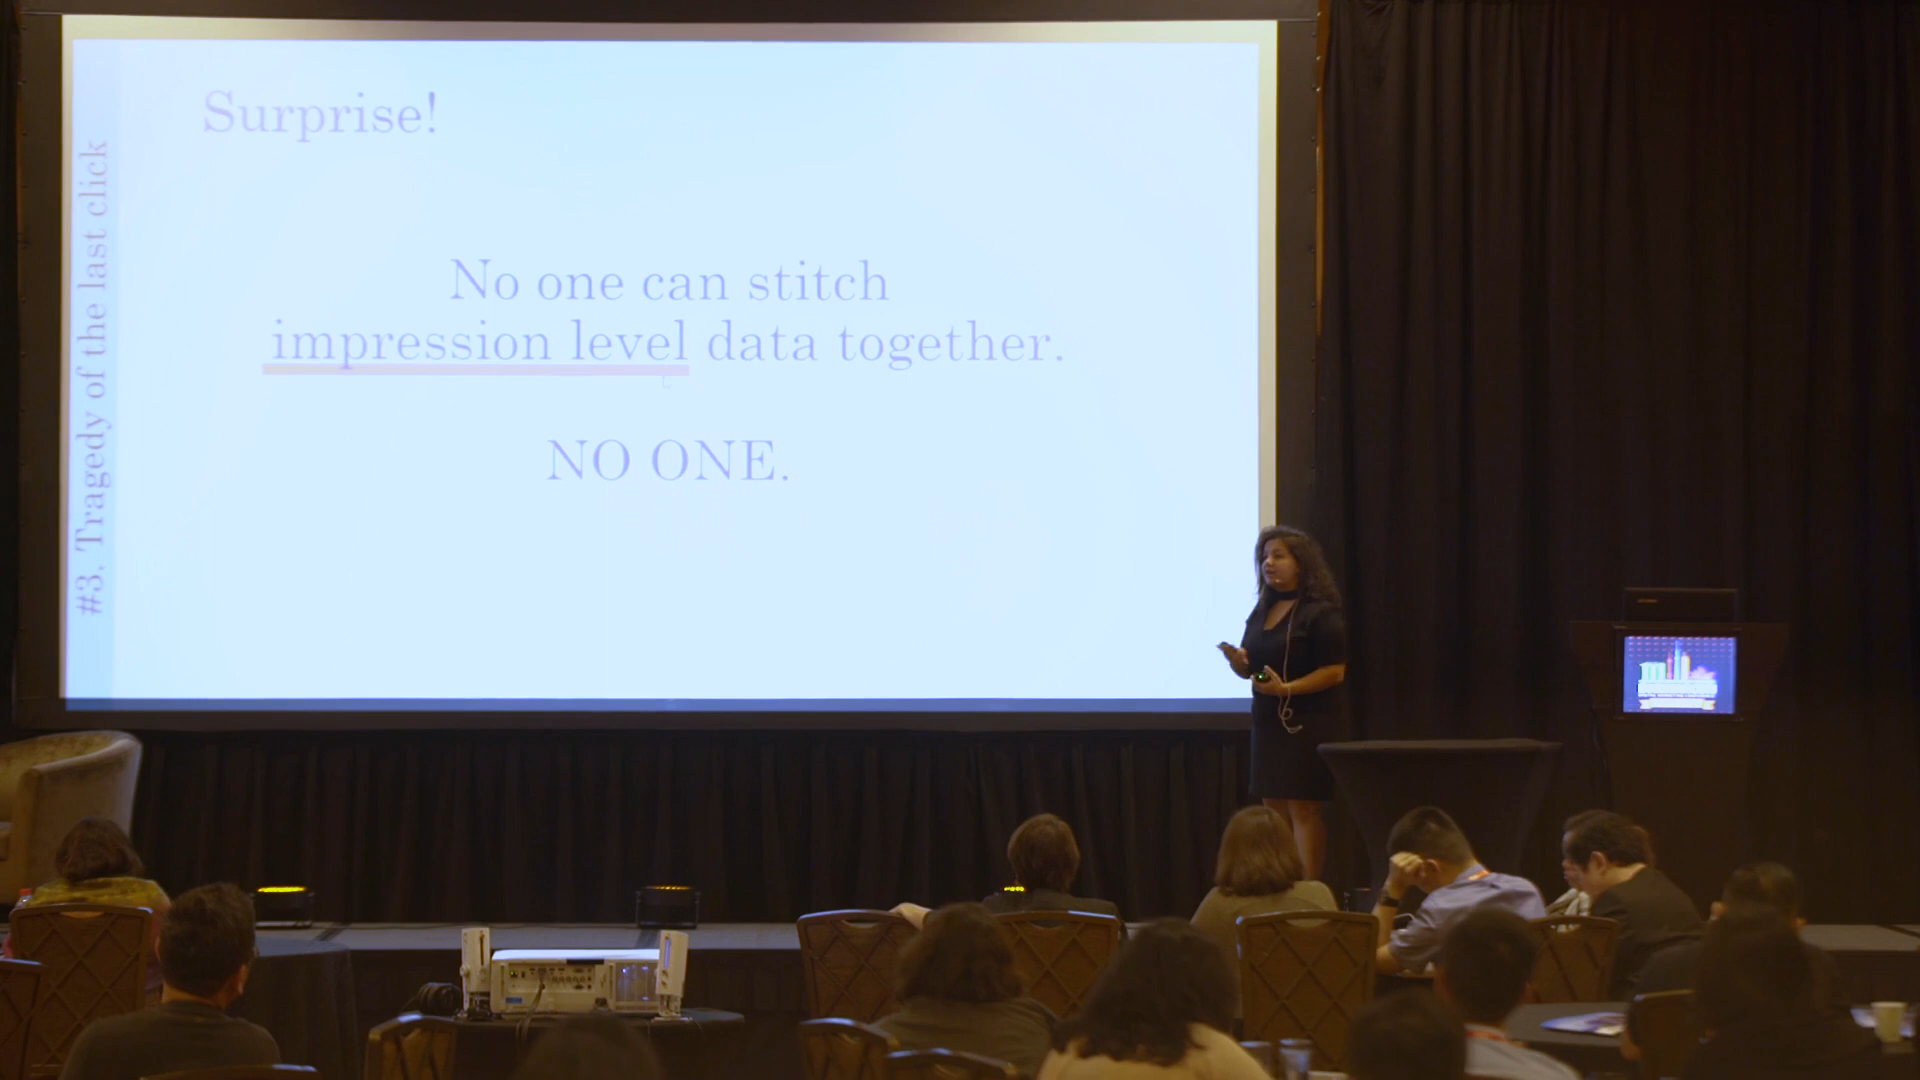 Surprise!
#3. Tragedy of the last click
No one can stitch
impression level data together.
NO ONE.